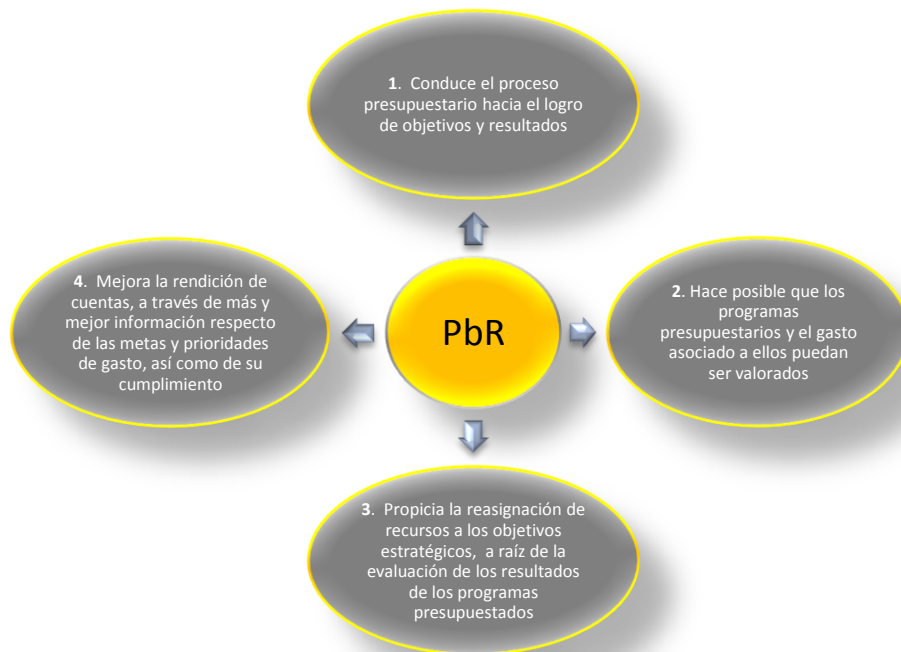 1. Conduce el proceso
presupuestario hacia el logro
de objetivos y resultados
4. Mejora la rendición de
cuentas, a través de más y
mejor información respecto
de las metas y prioridades
de gasto, así como de su
cumplimiento
PbR
2. Hace posible que los
programas
presupuestarios y el gasto
asociado a ellos puedan
ser valorados
3. Propicia la reasignación de
recursos a los objetivos
estratégicos, a raíz de la
evaluación de los resultados
de los programas
presupuestados